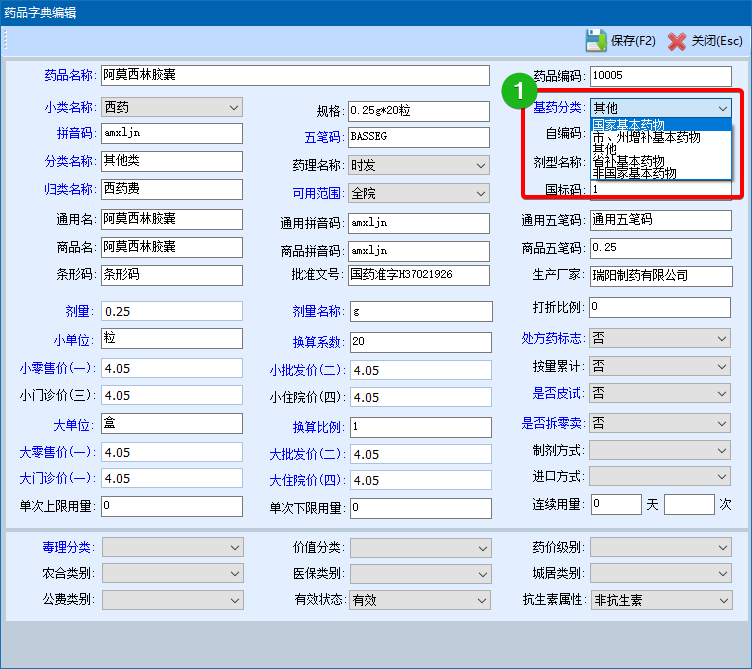 药品字典编辑
保存(F2) 关闭(Esc)
药品名称: 阿莫西林胶囊 药品编码: 10005
1
小类名称: 西药 规格: 0.25g*20粒 基药分类: 其他
国家基本药物
市、州增补基本药物
其他
省补基本药物
非国家基本药物
拼音码: amxljn 五笔码: BASSEG 自编码:
分类名称: 其他类 药理名称: 时发 剂型名称:
归类名称: 西药费 可用范围: 全院 国标码: 1
通用名: 阿莫西林胶囊 通用拼音码: amxljn 通用五笔码: 通用五笔码
商品名: 阿莫西林胶囊 商品拼音码: amxljn 商品五笔码: 0.25
条形码: 条形码 批准文号: 国药准字H37021926 生产厂家: 瑞阳制药有限公司
剂量: 0.25 剂量名称: g 打折比例: 0
小单位: 粒 换算系数: 20 处方药标志: 否
小零售价(一): 4.05 小批发价(二): 4.05 按量累计: 否
小门诊价(三): 4.05 小住院价(四): 4.05 是否皮试: 否
大单位: 盒 换算比例: 1 是否拆零卖: 否
大零售价(一): 4.05 大批发价(二): 4.05 制剂方式:
大门诊价(一): 4.05 大住院价(四): 4.05 进口方式:
单次上限用量: 0 单次下限用量: 0 连续用量: 0 天 次
毒理分类: 价值分类: 药价级别:
农合类别: 医保类别: 城居类别:
公费类别: 有效状态: 有效 抗生素属性: 非抗生素